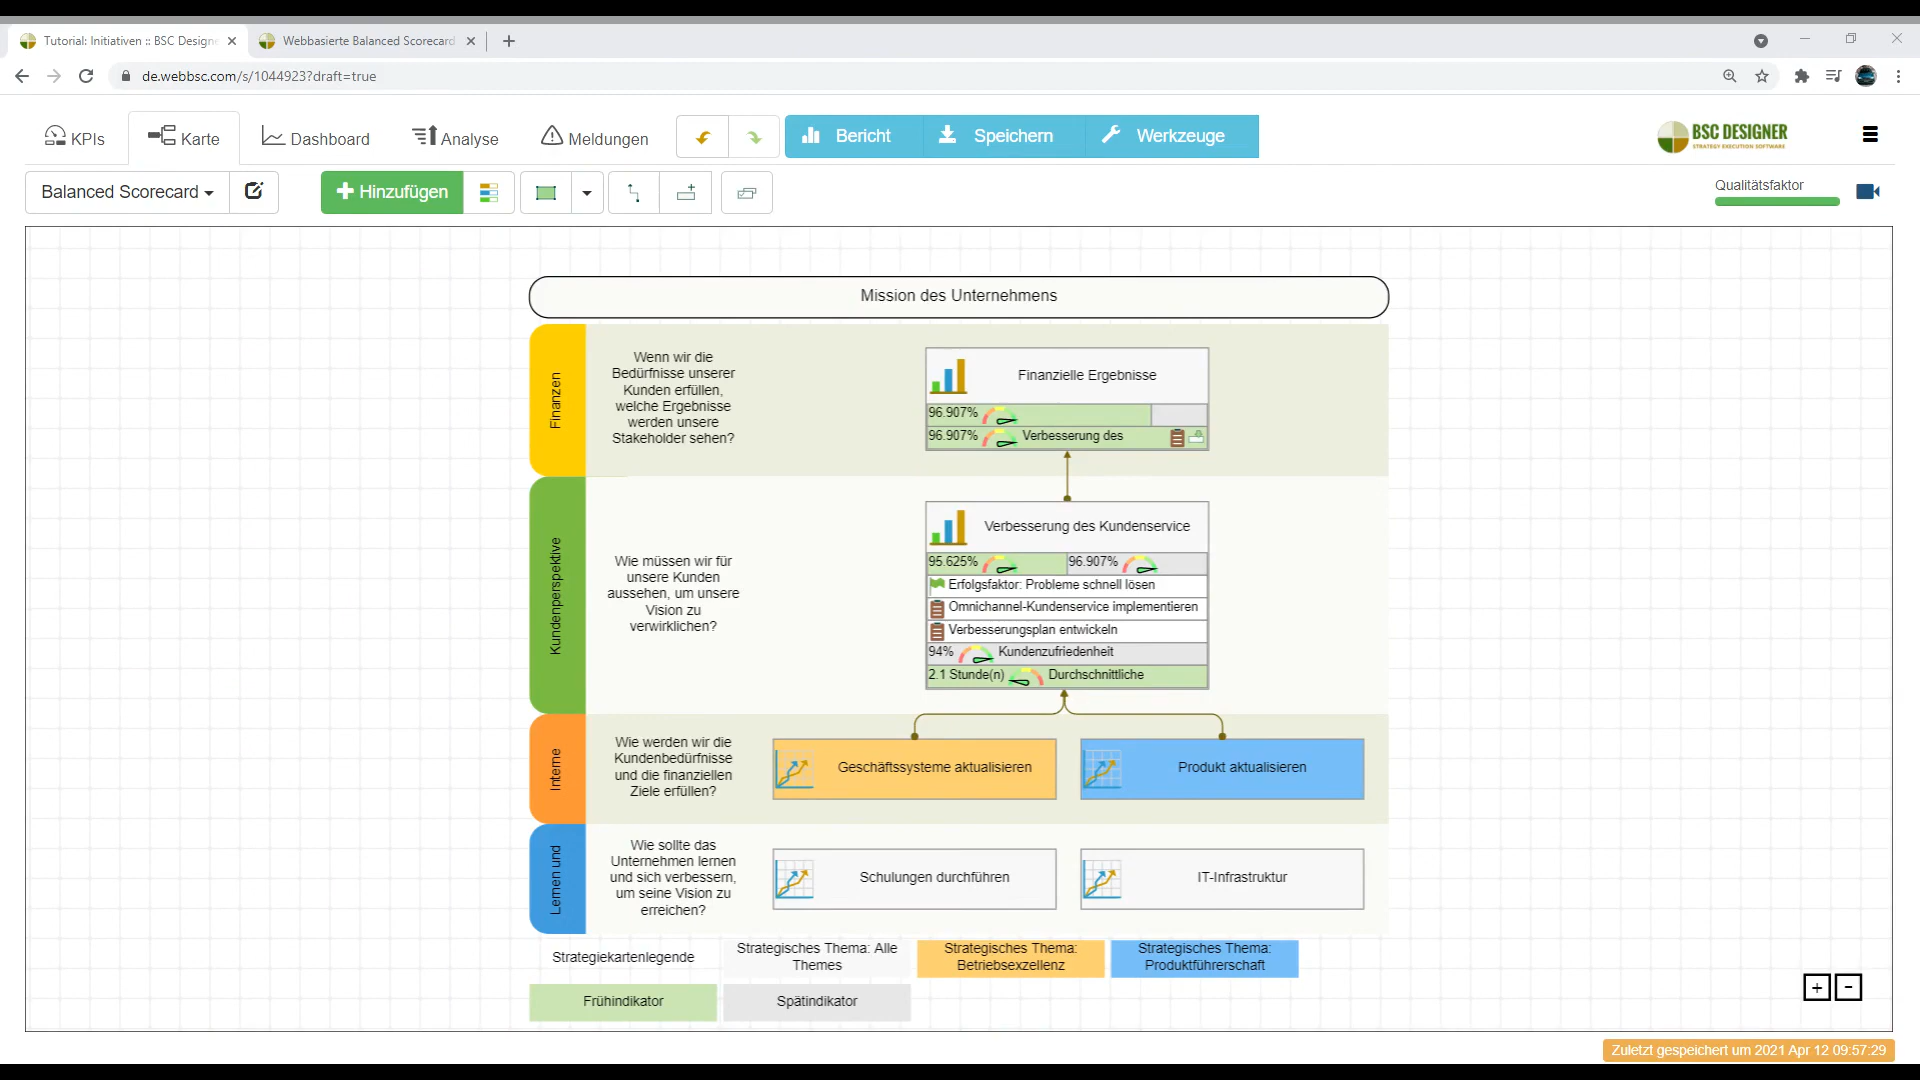 Tutorial: Initiativen :: BSC Designe
Webbasierte Balanced Scorecard
de.webbsc.com/s/1044923?draft=true
KPIs
Karte
Dashboard
Analyse
Meldungen
Bericht
Speichern
Werkzeuge
BSC DESIGNER
STRATEGY EXECUTION SOFTWARE
Balanced Scorecard
Hinzufügen
Qualitätsfaktor
Mission des Unternehmens
Finanzen
Wenn wir die
Bedürfnisse unserer
Kunden erfüllen,
welche Ergebnisse
werden unsere
Stakeholder sehen?
Finanzielle Ergebnisse
96.907%
96.907% Verbesserung des
Kundenperspektive
Wie müssen wir für
unsere Kunden
aussehen, um unsere
Vision zu
verwirklichen?
Verbesserung des Kundenservice
95.625% 96.907%
Erfolgsfaktor: Probleme schnell lösen
Omnichannel-Kundenservice implementieren
Verbesserungsplan entwickeln
94% Kundenzufriedenheit
2.1 Stunde(n) Durchschnittliche
Interne
Wie werden wir die
Kundenbedürfnisse
und die finanziellen
Ziele erfüllen?
Geschäftssysteme aktualisieren
Produkt aktualisieren
Lernen und
Wie sollte das
Unternehmen lernen
und sich verbessern,
um seine Vision zu
erreichen?
Schulungen durchführen
IT-Infrastruktur
Strategiekartenlegende
Strategisches Thema: Alle
Themes
Strategisches Thema:
Betriebsexzellenz
Strategisches Thema:
Produktführerschaft
Frühindikator
Spätindikator
+ -
Zuletzt gespeichert um 2021 Apr 12 09:57:29